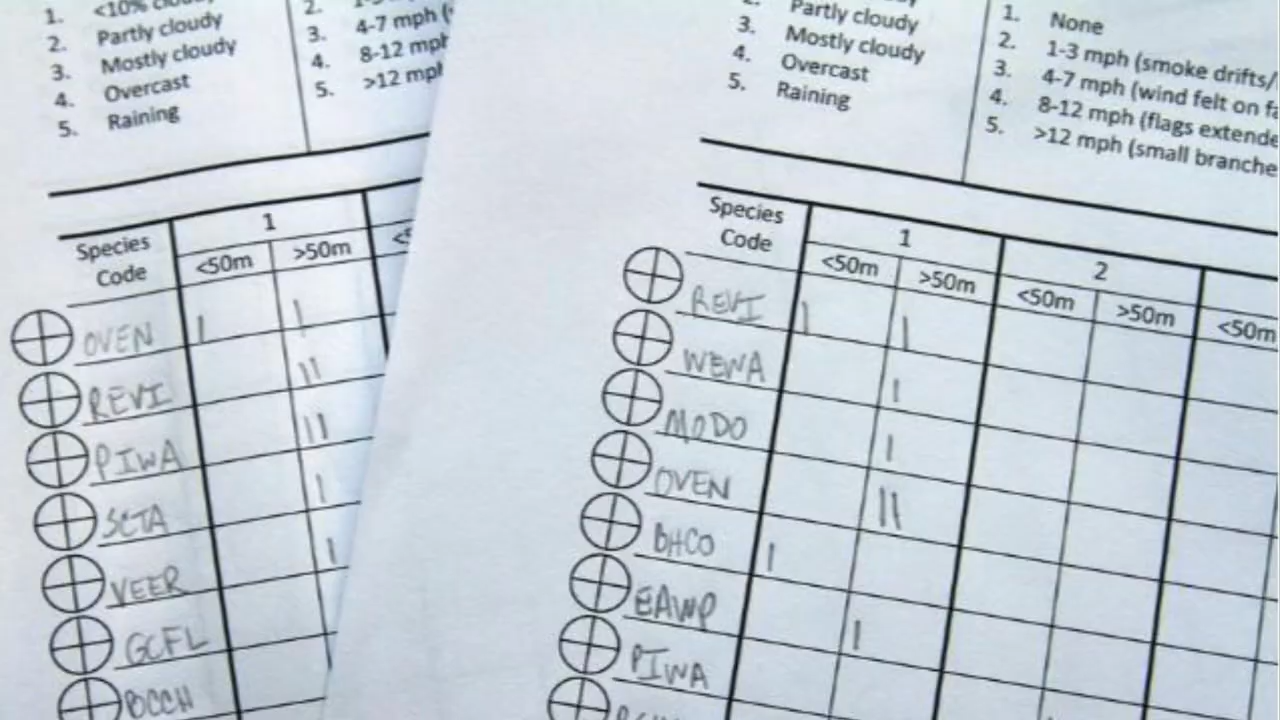 1. <10% cloudy
2. Partly cloudy
3. Mostly cloudy
4. Overcast
5. Raining
2.
3. 4-7 mph (
4. 8-12 mph
5. >12 mph
Species Code
1
<50m >50m
OVEN | |
REVI ||
PIWA ||
SCTA |
VEER |
GCFL
BCCH
2. Partly cloudy
3. Mostly cloudy
4. Overcast
5. Raining
1. None
2. 1-3 mph (smoke drifts/
3. 4-7 mph (wind felt on fa
4. 8-12 mph (flags extende
5. >12 mph (small branche
Species Code
1 2
<50m >50m <50m >50m <50m
REVI | |
WEWA |
MODO |
OVEN ||
BHCO |
EAWP |
PIWA